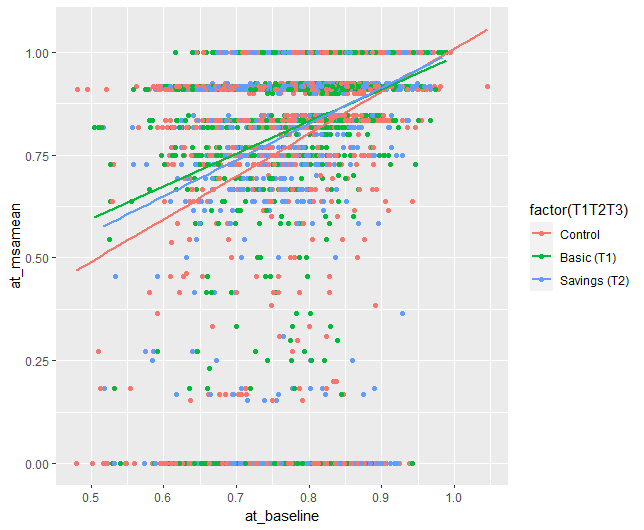 1.00
0.75
0.50
0.25
0.00
at_msamean
0.5 0.6 0.7 0.8 0.9 1.0
at_baseline
factor(T1T2T3)
Control
Basic (T1)
Savings (T2)